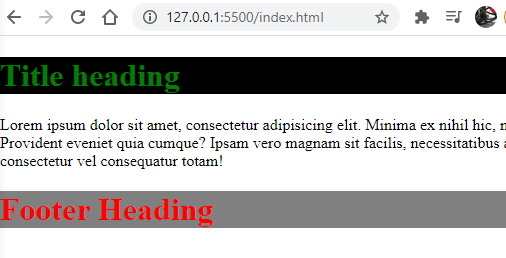 127.0.0.1:5500/index.html
Title heading
Lorem ipsum dolor sit amet, consectetur adipisicing elit. Minima ex nihil hic,
Provident eveniet quia cumque? Ipsam vero magnam sit facilis, necessitatibus
consectetur vel consequatur totam!
Footer Heading